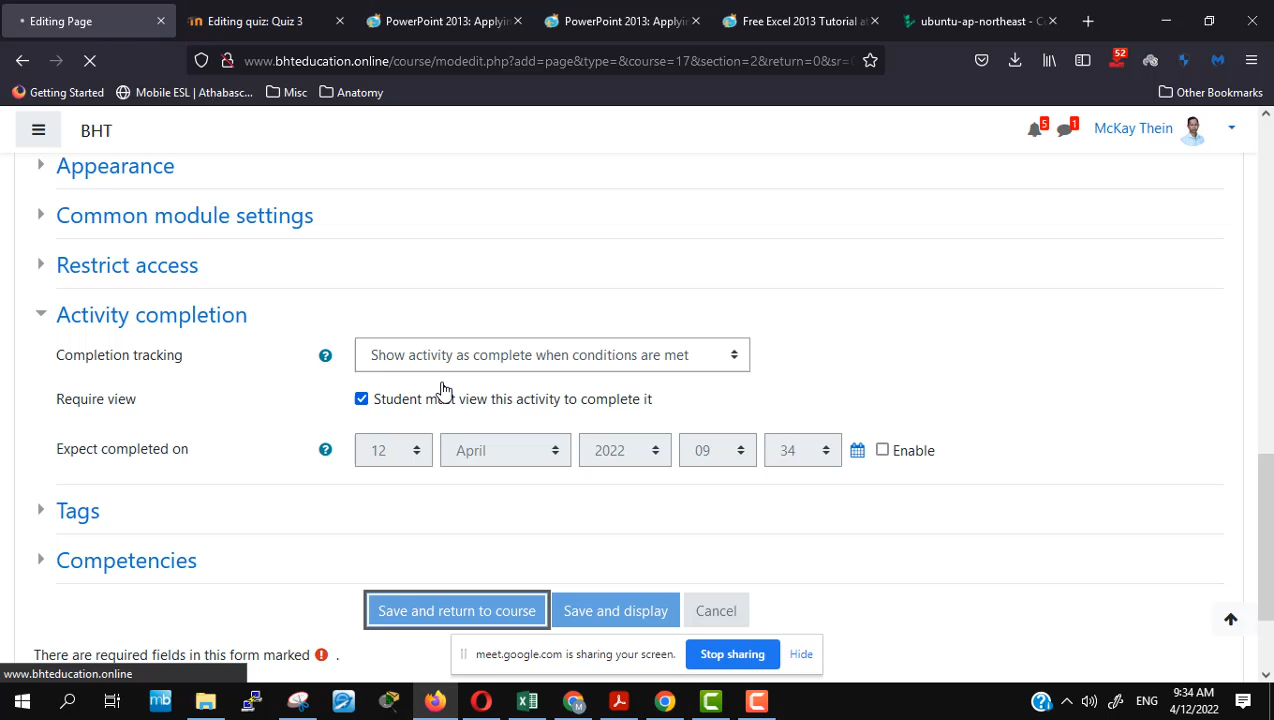 Editing Page
Editing quiz: Quiz 3
PowerPoint 2013: Applyin
PowerPoint 2013: Applyin
Free Excel 2013 Tutorial at
ubuntu-ap-northeast - Co
www.bhteducation.online/course/modedit.php?add=page&type=&course=17&section=2&return=0&sr=
52
Getting Started
Mobile ESL | Athabasc...
Misc
Anatomy
Other Bookmarks
BHT
5
1
McKay Thein
Appearance
Common module settings
Restrict access
Activity completion
Completion tracking
Show activity as complete when conditions are met
Require view
Student must view this activity to complete it
Expect completed on
12
April
2022
09
34
Enable
Tags
Competencies
Save and return to course
Save and display
Cancel
There are required fields in this form marked .
meet.google.com is sharing your screen.
Stop sharing
Hide
www.bhteducation.online
mb
ENG
9:34 AM
4/12/2022